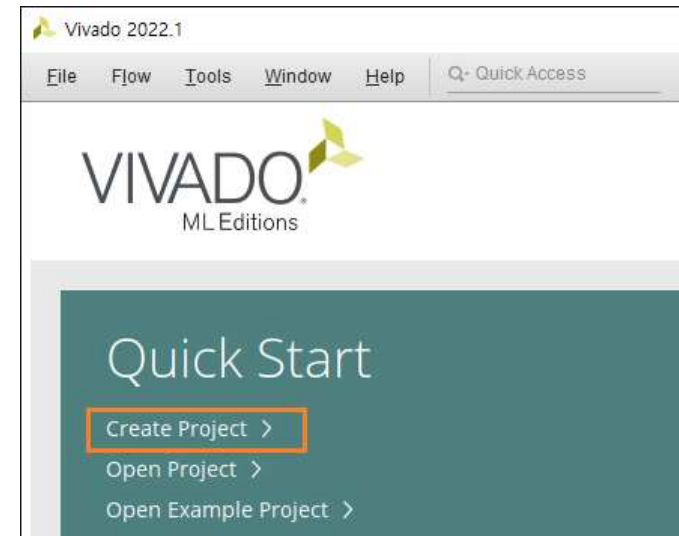 Vivado 2022.1
File Flow Tools Window Help Q- Quick Access
VIVADO.
ML Editions
Quick Start
Create Project >
Open Project >
Open Example Project >